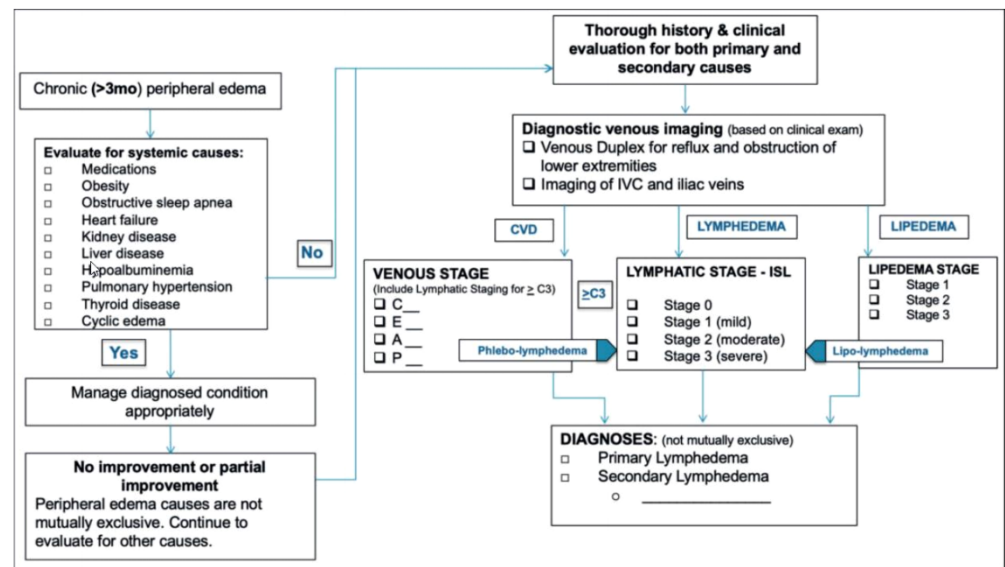 Chronic (>3mo) peripheral edema
Evaluate for systemic causes:
Medications
Obesity
Obstructive sleep apnea
Heart failure
Kidney disease
Liver disease
Hypoalbuminemia
Pulmonary hypertension
Thyroid disease
Cyclic edema
No
Yes
Manage diagnosed condition
appropriately
No improvement or partial
improvement
Peripheral edema causes are not
mutually exclusive. Continue to
evaluate for other causes.
Thorough history & clinical
evaluation for both primary and
secondary causes
Diagnostic venous imaging (based on clinical exam)
Venous Duplex for reflux and obstruction of
lower extremities
Imaging of IVC and iliac veins
CVD
LYMPHEDEMA
LIPEDEMA
VENOUS STAGE
(Include Lymphatic Staging for ≥ C3)
C__
E__
A__
P__
≥C3
Phlebo-lymphedema
LYMPHATIC STAGE - ISL
Stage 0
Stage 1 (mild)
Stage 2 (moderate)
Stage 3 (severe)
LIPEDEMA STAGE
Stage 1
Stage 2
Stage 3
Lipo-lymphedema
DIAGNOSES: (not mutually exclusive)
Primary Lymphedema
Secondary Lymphedema